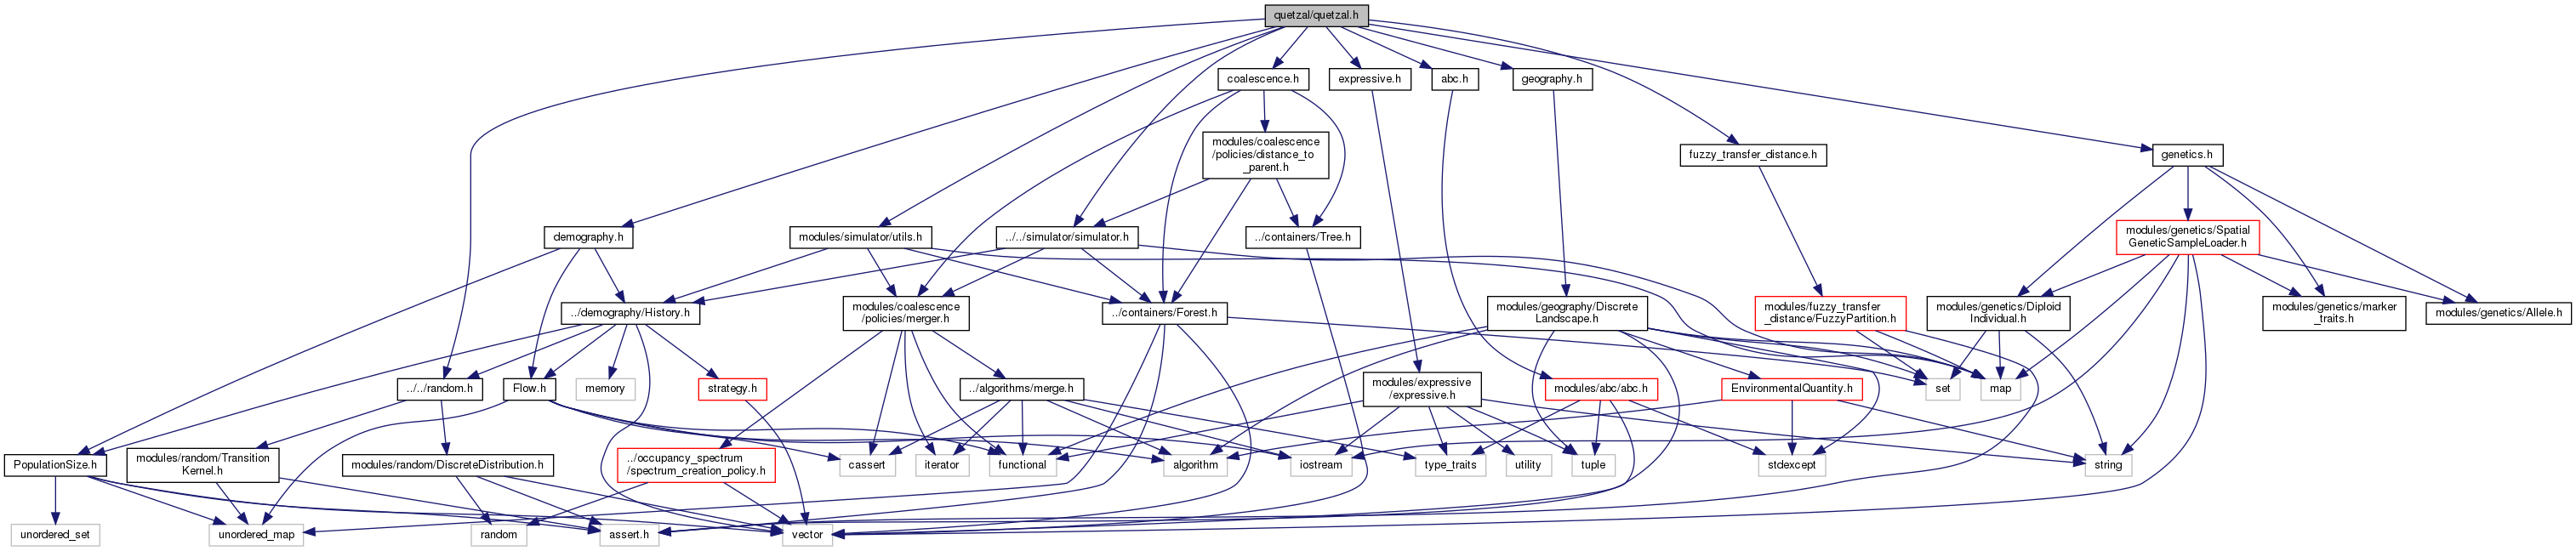 quetzal/quetzal.h
coalescence.h
expressive.h
abc.h
geography.h
modules/coalescence
/policies/distance_to
_parent.h
fuzzy_transfer_distance.h
genetics.h
demography.h
modules/simulator/utils.h
../../simulator/simulator.h
../containers/Tree.h
modules/genetics/Spatial
GeneticSampleLoader.h
../demography/History.h
modules/coalescence
/policies/merger.h
../containers/Forest.h
modules/geography/Discrete
Landscape.h
modules/fuzzy_transfer
_distance/FuzzyPartition.h
modules/genetics/Diploid
Individual.h
modules/genetics/marker
_traits.h
modules/genetics/Allele.h
../../random.h
Flow.h
memory
strategy.h
../algorithms/merge.h
modules/expressive
/expressive.h
modules/abc/abc.h
EnvironmentalQuantity.h
set
map
PopulationSize.h
modules/random/Transition
Kernel.h
modules/random/DiscreteDistribution.h
../occupancy_spectrum
/spectrum_creation_policy.h
cassert
iterator
functional
algorithm
iostream
type_traits
utility
tuple
stdexcept
string
unordered_set
unordered_map
random
assert.h
vector